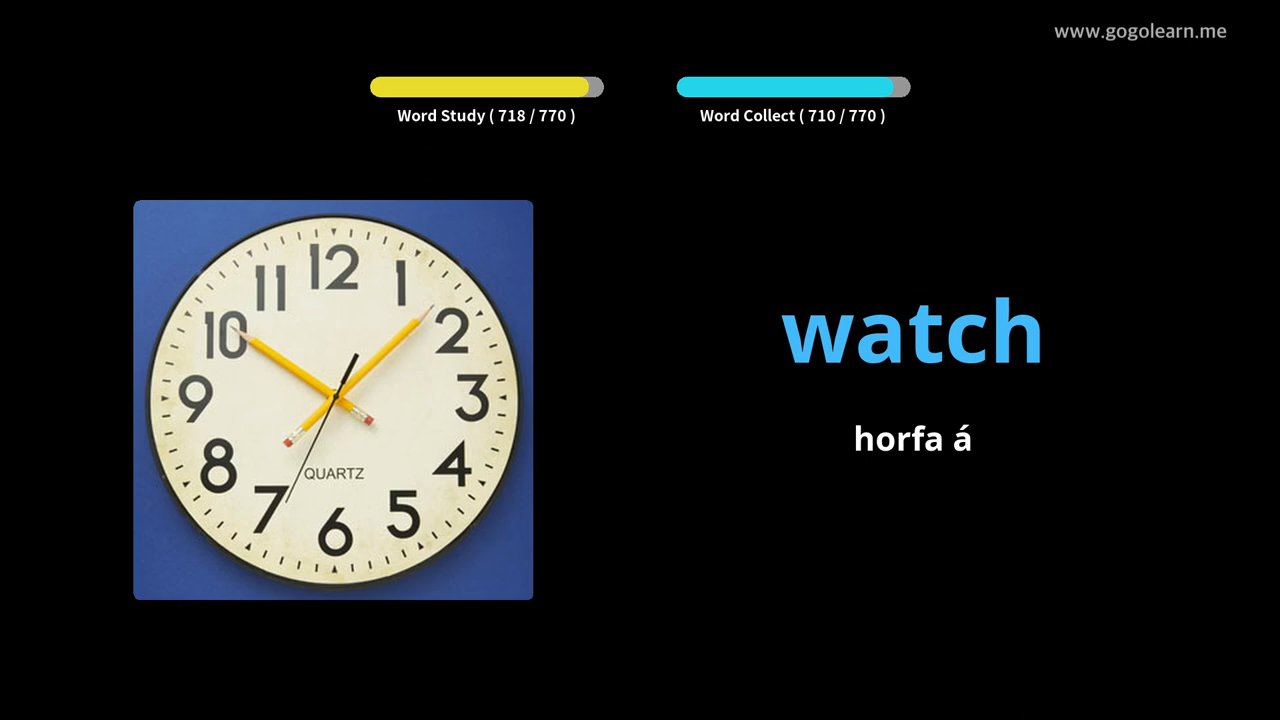 www.gogolearn.me
Word Study ( 718 / 770 )
Word Collect ( 710 / 770 )
12
11
1
10
2
9
3
8
4
7
5
6
QUARTZ
watch
horfa á